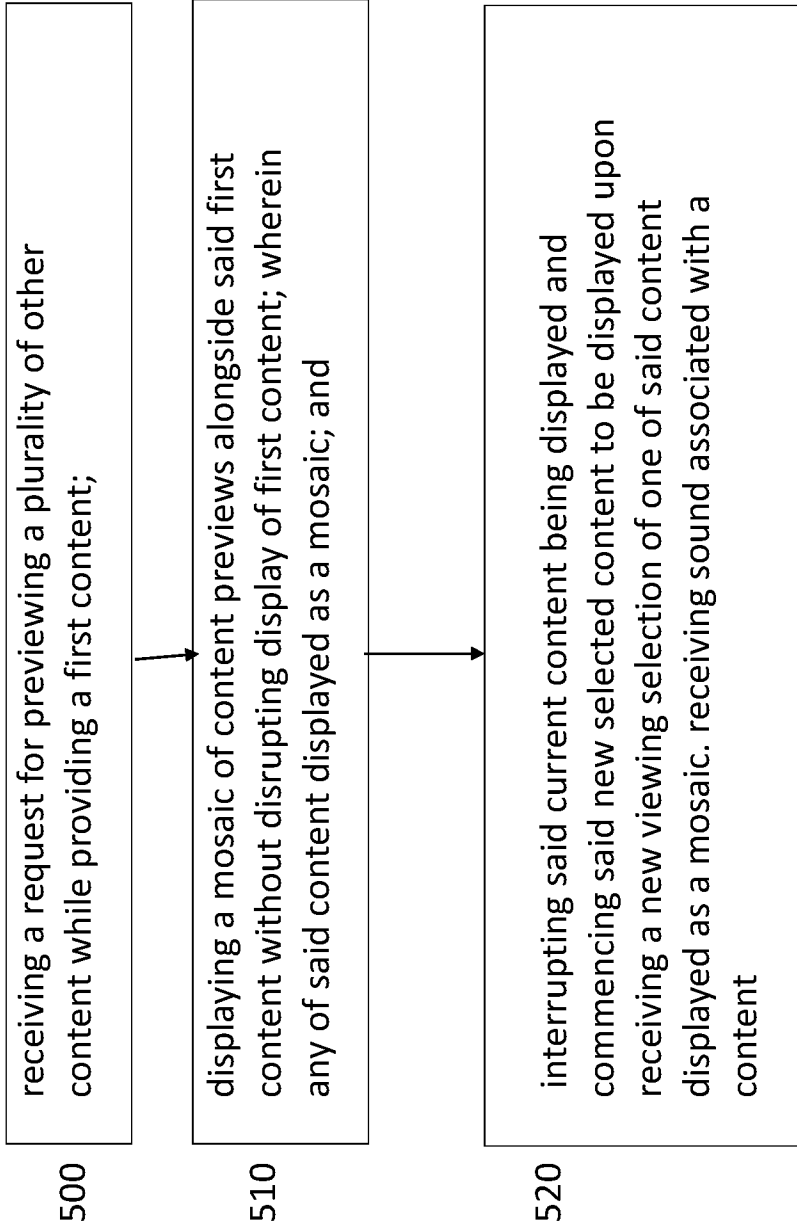 500
receiving a request for previewing a plurality of other
content while providing a first content;
510
displaying a mosaic of content previews alongside said first
content without disrupting display of first content; wherein
any of said content displayed as a mosaic; and
520
interrupting said current content being displayed and
commencing said new selected content to be displayed upon
receiving a new viewing selection of one of said content
displayed as a mosaic. receiving sound associated with a
content